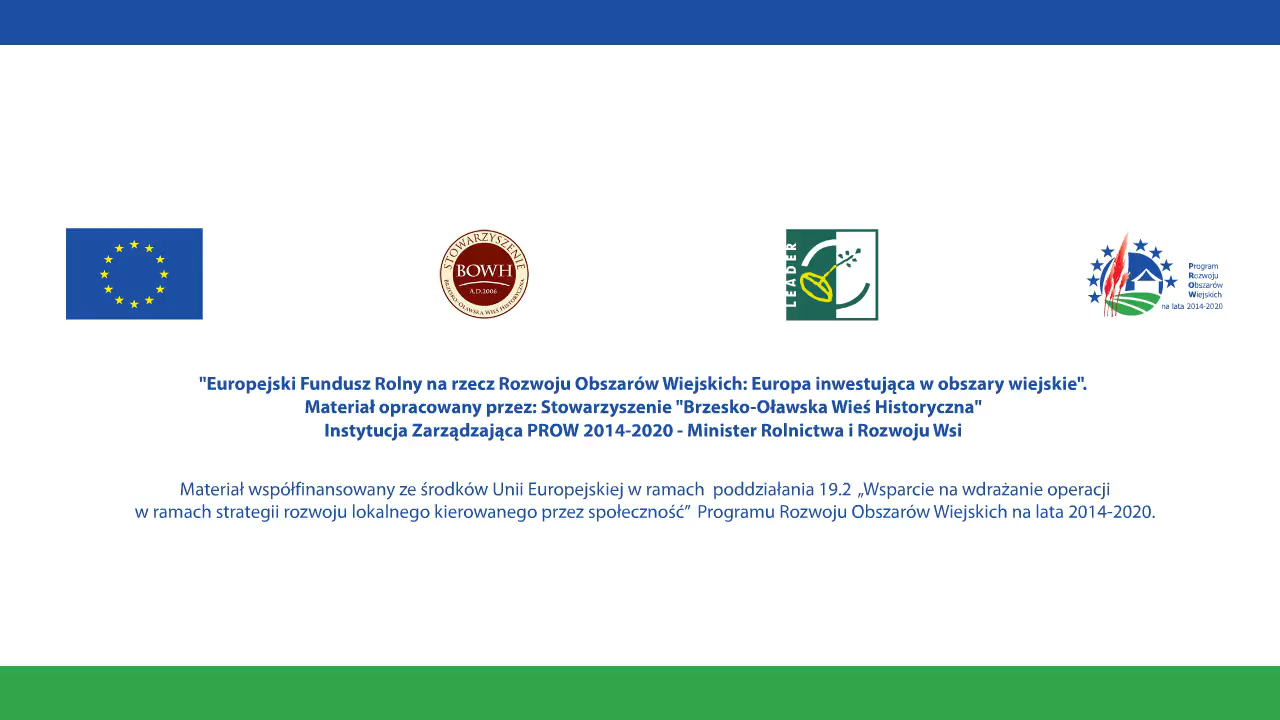 STOWARZYSZENIE
BOWH
A.D.2006
BRZESKO-OŁAWSKA WIEŚ HISTORYCZNA
LEADER
Program
Rozwoju
Obszarów
Wiejskich
na lata 2014-2020
"Europejski Fundusz Rolny na rzecz Rozwoju Obszarów Wiejskich: Europa inwestująca w obszary wiejskie".
Materiał opracowany przez: Stowarzyszenie "Brzesko-Oławska Wieś Historyczna"
Instytucja Zarządzająca PROW 2014-2020 - Minister Rolnictwa i Rozwoju Wsi
Materiał współfinansowany ze środków Unii Europejskiej w ramach  poddziałania 19.2 „Wsparcie na wdrażanie operacji
w ramach strategii rozwoju lokalnego kierowanego przez społeczność”  Programu Rozwoju Obszarów Wiejskich na lata 2014-2020.